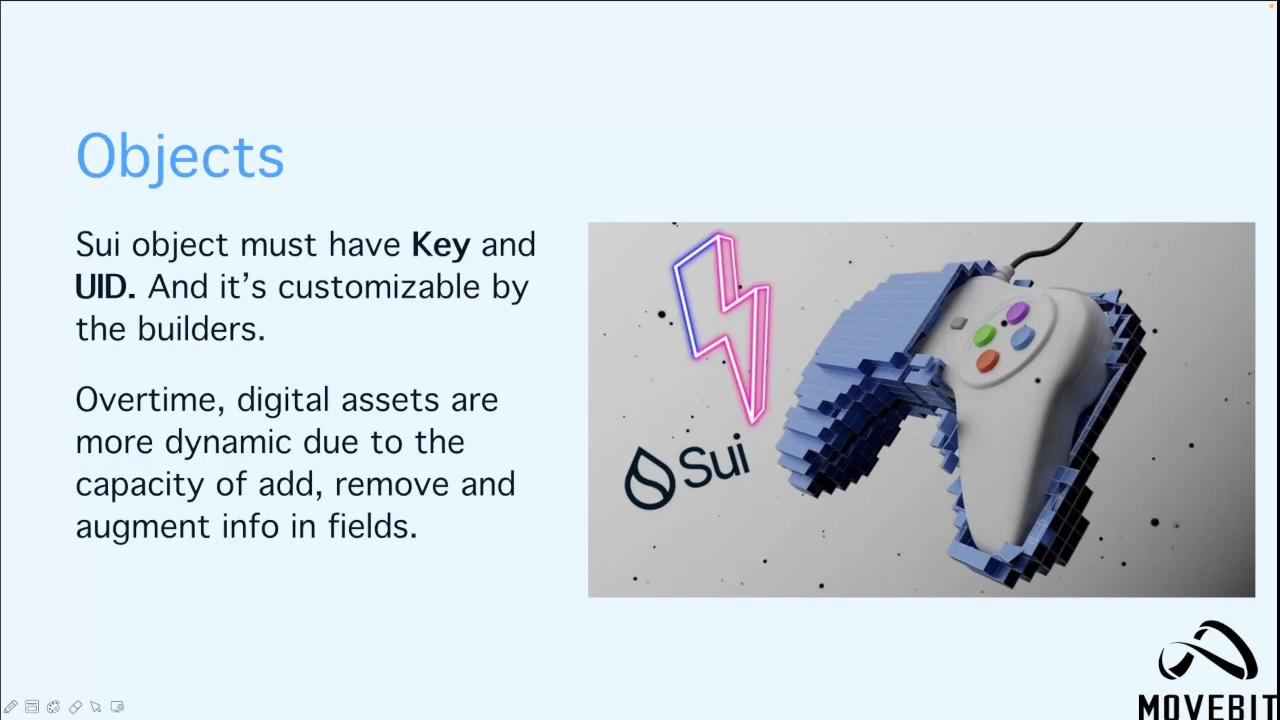 Objects
Sui object must have Key and
UID. And it’s customizable by
the builders.
Overtime, digital assets are
more dynamic due to the
capacity of add, remove and
augment info in fields.
Sui
MOVEBIT